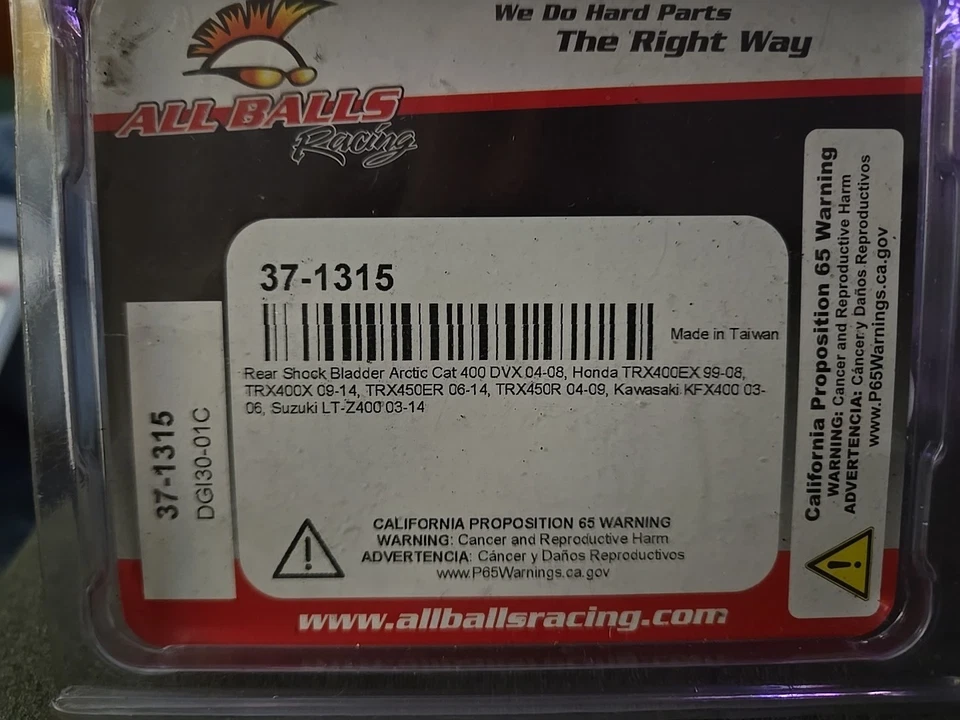 We Do Hard Parts
The Right Way
ALL BALLS
Racing
37-1315
Made in Taiwan
Rear Shock Bladder Arctic Cat 400 DVX 04-08, Honda TRX400EX 99-08,
TRX400X 09-14, TRX450ER 06-14, TRX450R 04-09, Kawasaki KFX400 03-
06, Suzuki LT-Z400 03-14
CALIFORNIA PROPOSITION 65 WARNING
WARNING: Cancer and Reproductive Harm
ADVERTENCIA: Cáncer y Daños Reproductivos
www.P65Warnings.ca.gov
37-1315
DGI30-01C
California Proposition 65 Warning
WARNING: Cancer and Reproductive Harm
ADVERTENCIA: Cáncer y Daños Reproductivos
www.P65Warnings.ca.gov
www.allballsracing.com